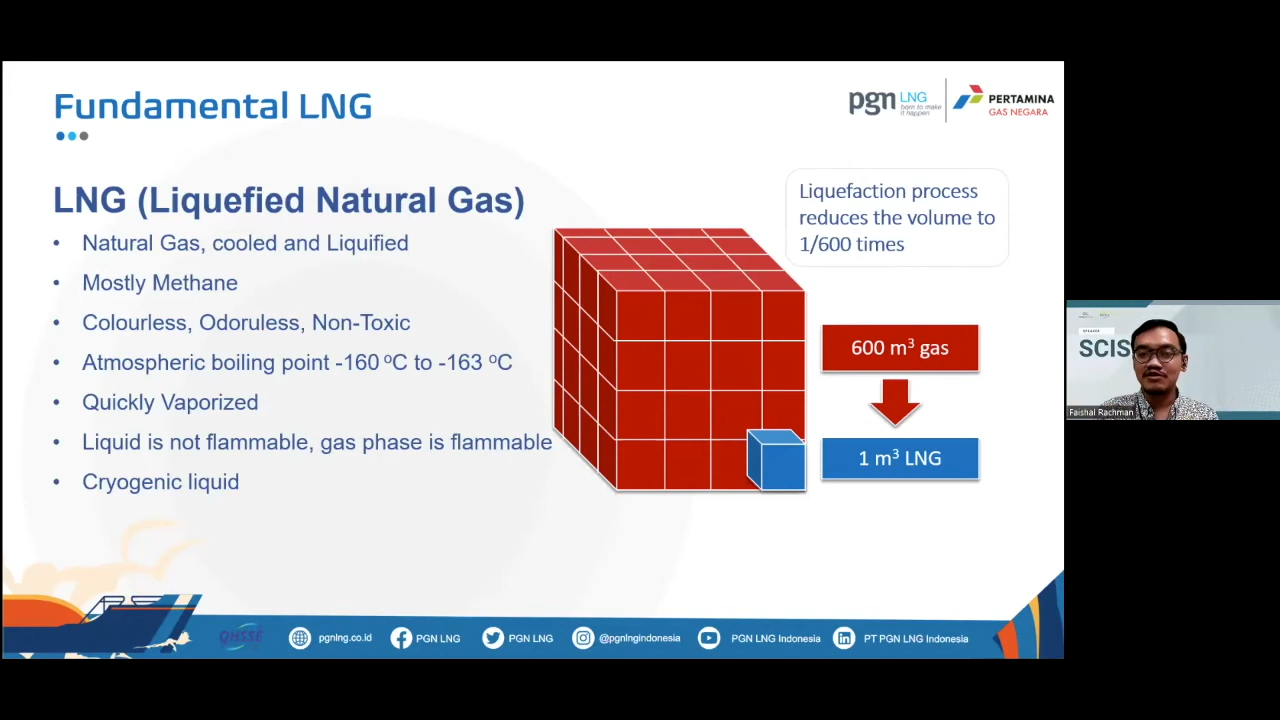 Fundamental LNG
pgn LNG
born to make
it happen
PERTAMINA
GAS NEGARA
LNG (Liquefied Natural Gas)
• Natural Gas, cooled and Liquified
• Mostly Methane
• Colourless, Odoruless, Non-Toxic
• Atmospheric boiling point -160 ºC to -163 ºC
• Quickly Vaporized
• Liquid is not flammable, gas phase is flammable
• Cryogenic liquid
Liquefaction process
reduces the volume to
1/600 times
600 m³ gas
1 m³ LNG
SPEAKER
SCIS
Faishal Rachman
QHSSE
pgnlng.co.id
PGN LNG
PGN LNG
@pgnlngindonesia
PGN LNG Indonesia
PT PGN LNG Indonesia